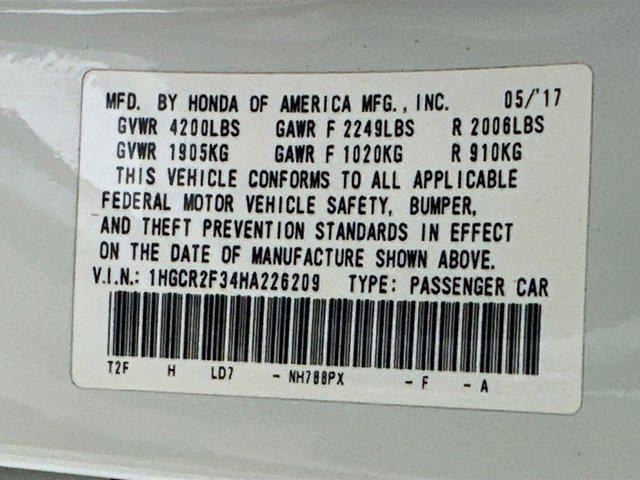 MFD. BY HONDA OF AMERICA MFG., INC. 05/'17
GVWR 4200LBS GAWR F 2249LBS R 2006LBS
GVWR 1905KG GAWR F 1020KG R 910KG
THIS VEHICLE CONFORMS TO ALL APPLICABLE
FEDERAL MOTOR VEHICLE SAFETY, BUMPER,
AND THEFT PREVENTION STANDARDS IN EFFECT
ON THE DATE OF MANUFACTURE SHOWN ABOVE.
V.I.N.: 1HGCR2F34HA226209 TYPE: PASSENGER CAR
T2F H LD7 - NH788PX - F - A